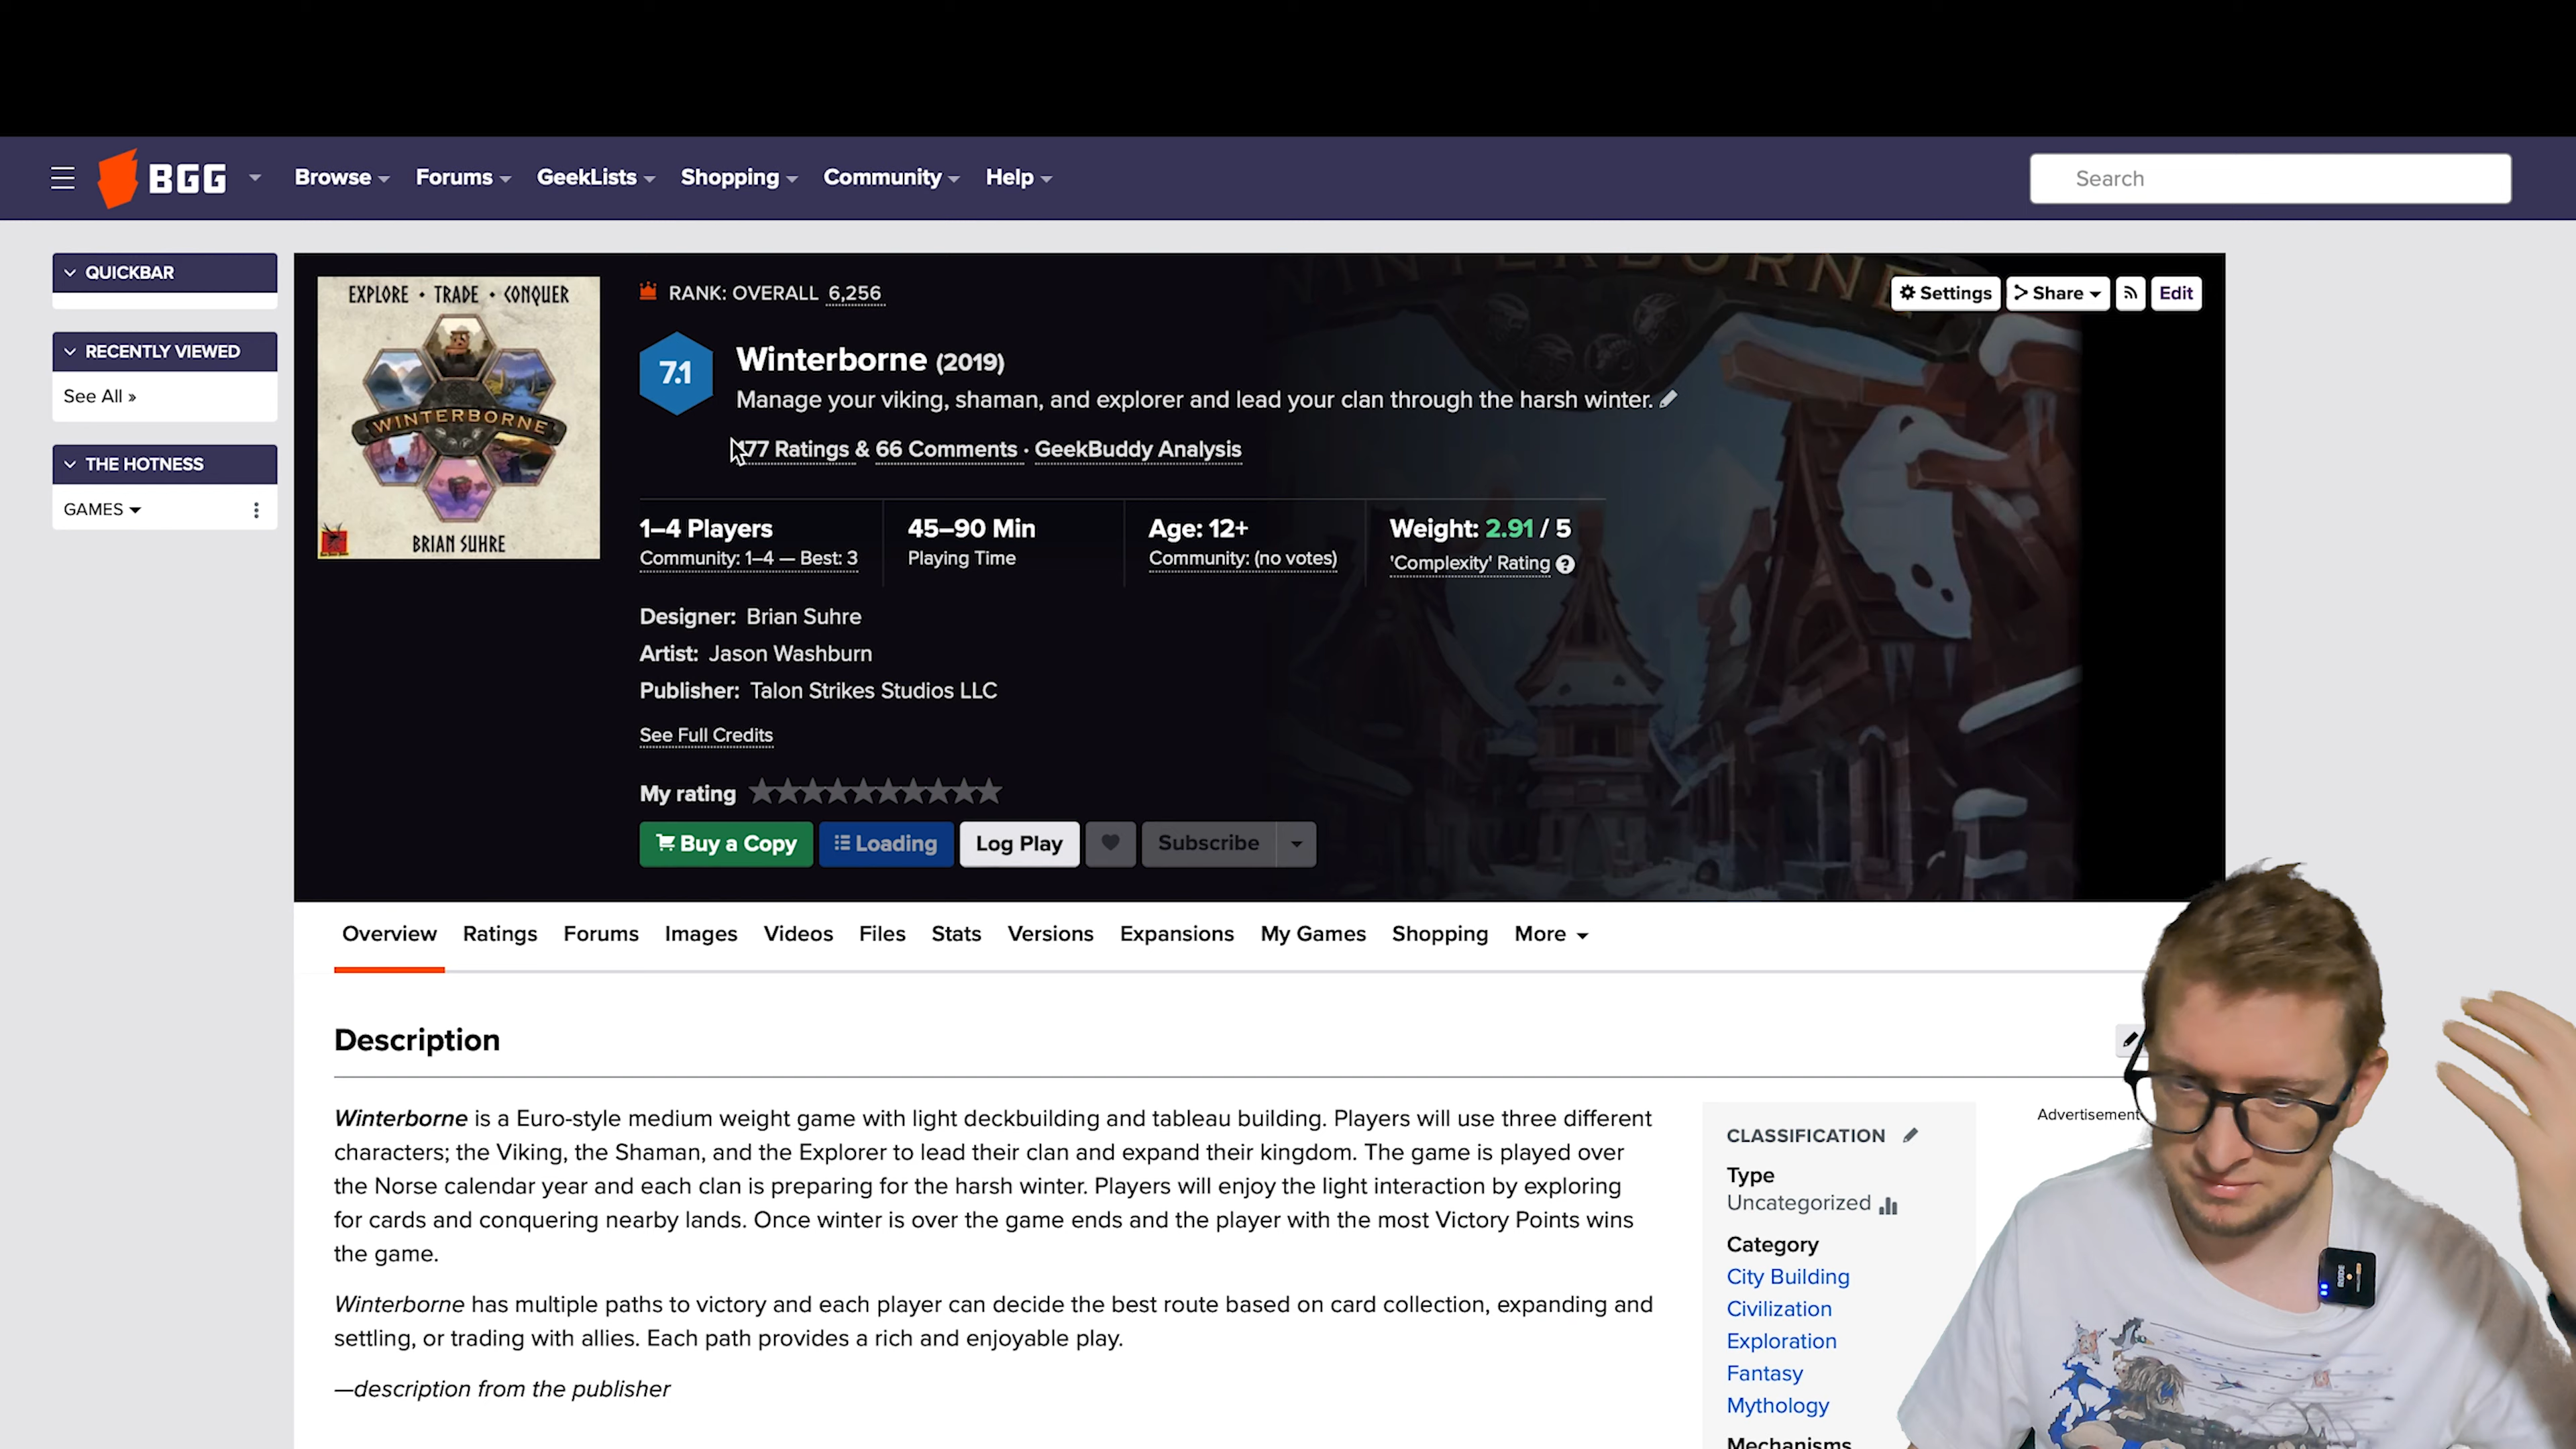 BGG
Browse
Forums
GeekLists
Shopping
Community
Help
Search
QUICKBAR
RECENTLY VIEWED
See All »
THE HOTNESS
GAMES
EXPLORE • TRADE • CONQUER
WINTERBORNE
BRIAN SUHRE
WINTERBORNE
RANK: OVERALL 6,256
Settings
Share
Edit
7.1
Winterborne (2019)
Manage your viking, shaman, and explorer and lead your clan through the harsh winter.
77 Ratings & 66 Comments · GeekBuddy Analysis
1–4 Players
Community: 1–4 — Best: 3
45–90 Min
Playing Time
Age: 12+
Community: (no votes)
Weight: 2.91 / 5
'Complexity' Rating ?
Designer: Brian Suhre
Artist: Jason Washburn
Publisher: Talon Strikes Studios LLC
See Full Credits
My rating
Buy a Copy
Loading
Log Play
Subscribe
Overview
Ratings
Forums
Images
Videos
Files
Stats
Versions
Expansions
My Games
Shopping
More
Description
Winterborne is a Euro-style medium weight game with light deckbuilding and tableau building. Players will use three different
characters; the Viking, the Shaman, and the Explorer to lead their clan and expand their kingdom. The game is played over
the Norse calendar year and each clan is preparing for the harsh winter. Players will enjoy the light interaction by exploring
for cards and conquering nearby lands. Once winter is over the game ends and the player with the most Victory Points wins
the game.
Winterborne has multiple paths to victory and each player can decide the best route based on card collection, expanding and
settling, or trading with allies. Each path provides a rich and enjoyable play.
—description from the publisher
CLASSIFICATION
Type
Uncategorized
Category
City Building
Civilization
Exploration
Fantasy
Mythology
Mechanisms
Advertisement
RØDE